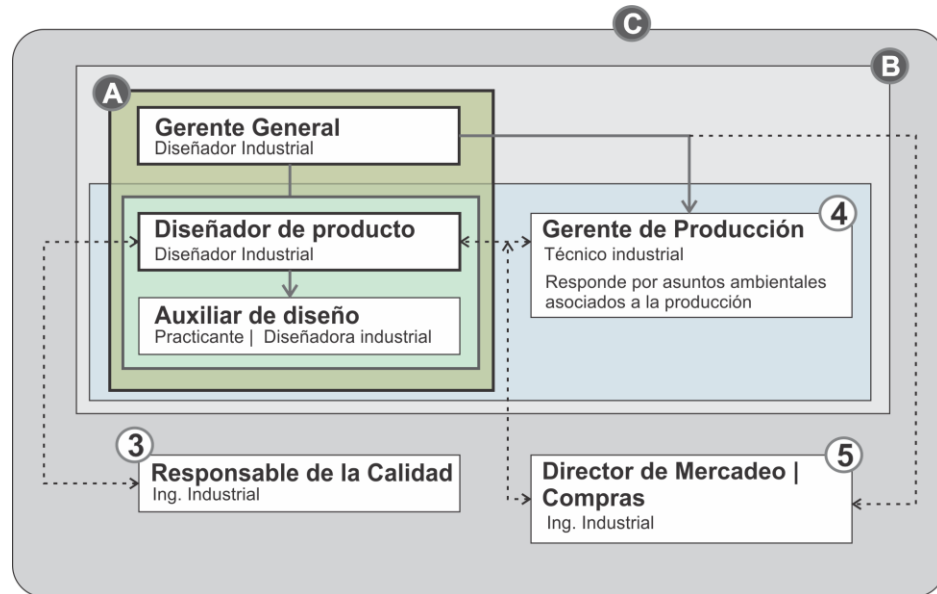 C
B
A
Gerente General
Diseñador Industrial
Diseñador de producto
Diseñador Industrial
Auxiliar de diseño
Practicante | Diseñadora industrial
4
Gerente de Producción
Técnico industrial
Responde por asuntos ambientales
asociados a la producción
3
Responsable de la Calidad
Ing. Industrial
5
Director de Mercadeo |
Compras
Ing. Industrial